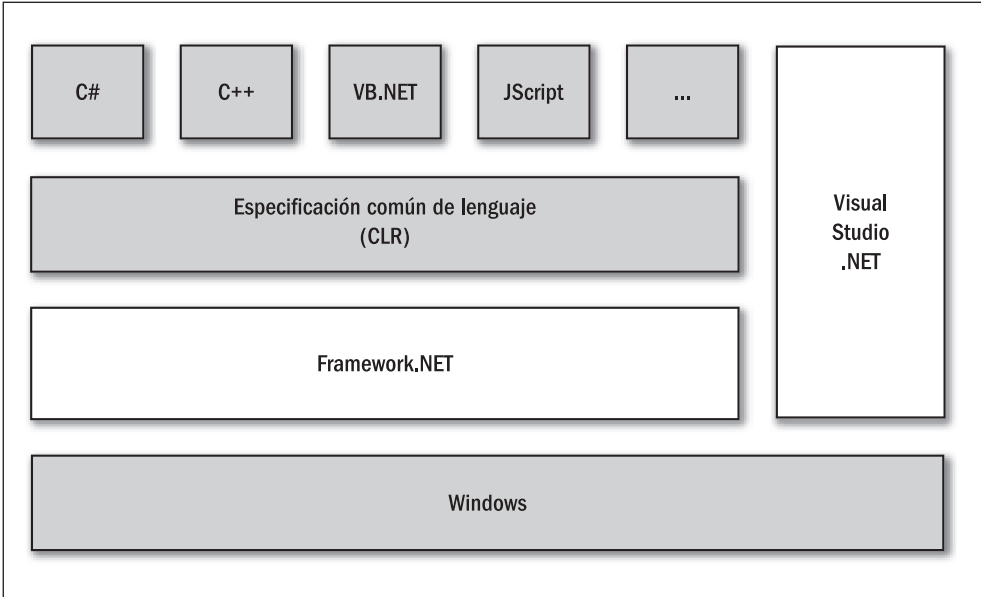 C#
C++
VB.NET
JScript
...
Especificación común de lenguaje
(CLR)
Visual
Studio
.NET
Framework.NET
Windows